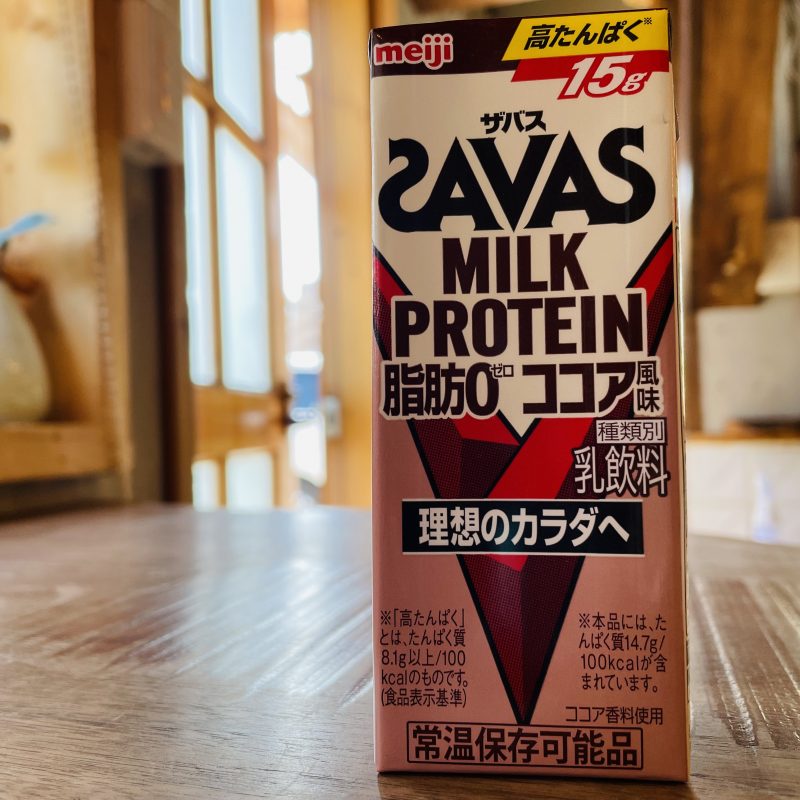 meiji
高たんぱく※
15g
ザバス
SAVAS
MILK
PROTEIN
脂肪0ゼロ ココア風味
種類別
乳飲料
理想のカラダへ
※「高たんぱく」
とは、たんぱく質
8.1g以上/100
kcalのものです。
(食品表示基準)
※本品には、た
んぱく質14.7g/
100kcalが含
まれています。
ココア香料使用
常温保存可能品